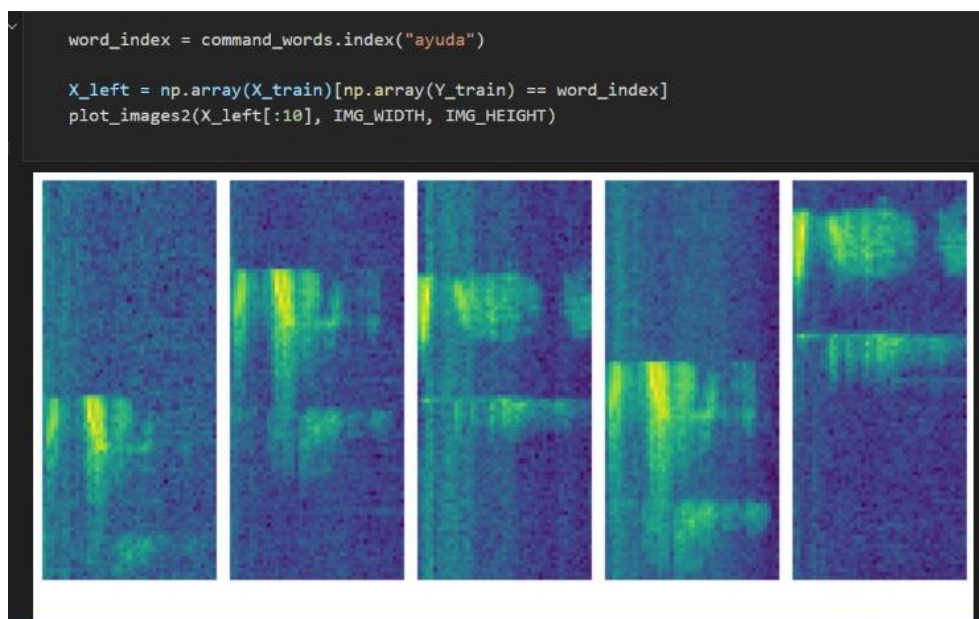 word_index = command_words.index("ayuda")
X_left = np.array(X_train)[np.array(Y_train) == word_index]
plot_images2(X_left[:10], IMG_WIDTH, IMG_HEIGHT)